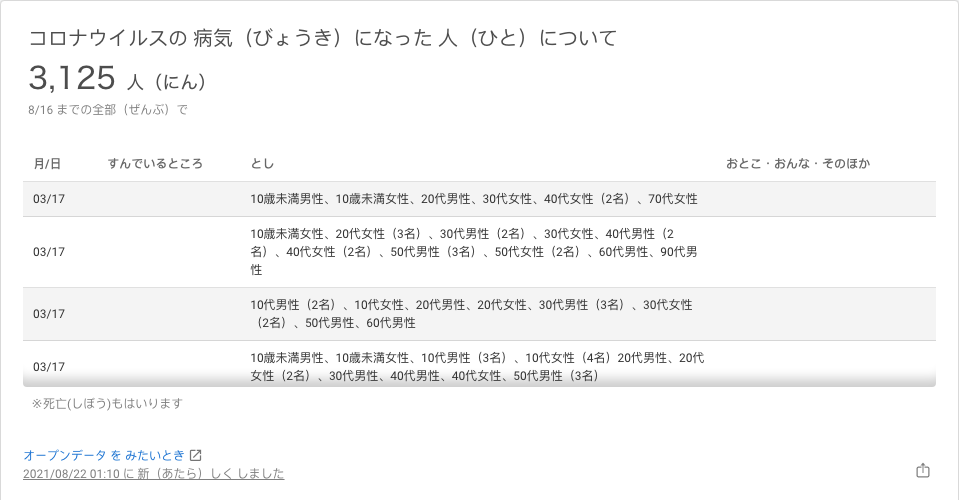 コロナウイルスの 病気（びょうき）になった 人（ひと）について
3,125 人（にん）
8/16 までの全部（ぜんぶ）で
月/日 すんでいるところ とし おとこ・おんな・そのほか
03/17 10歳未満男性、10歳未満女性、20代男性、30代女性、40代女性（2名）、70代女性
10歳未満女性、20代女性（3名）、30代男性（2名）、30代女性、40代男性（2
03/17 名）、40代女性（2名）、50代男性（3名）、50代女性（2名）、60代男性、90代男
性
03/17 10代男性（2名）、10代女性、20代男性、20代女性、30代男性（3名）、30代女性
（2名）、50代男性、60代男性
03/17 10歳未満男性、10歳未満女性、10代男性（3名）、10代女性（4名）20代男性、20代
女性（2名）、30代男性、40代男性、40代女性、50代男性（3名）
※死亡(しぼう)もはいります
オープンデータ を みたいとき
2021/08/22 01:10 に 新（あたら）しく しました